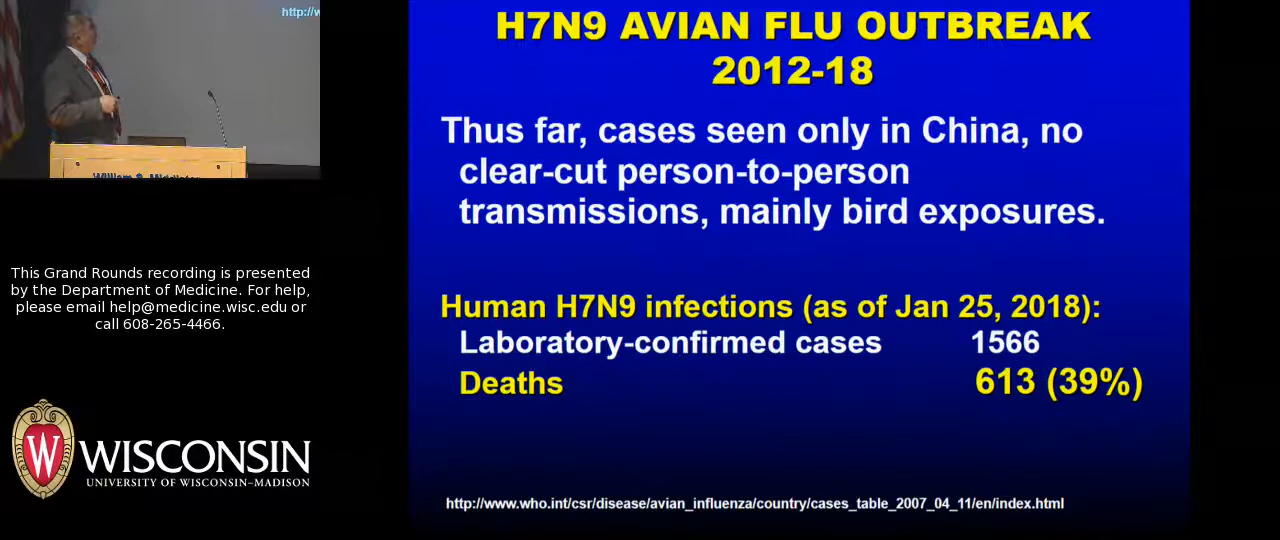 http://w
H7N9 AVIAN FLU OUTBREAK
2012-18
Thus far, cases seen only in China, no
clear-cut person-to-person
transmissions, mainly bird exposures.
Human H7N9 infections (as of Jan 25, 2018):
Laboratory-confirmed cases 1566
Deaths 613 (39%)
http://www.who.int/csr/disease/avian_influenza/country/cases_table_2007_04_11/en/index.html
William S. Middleton
This Grand Rounds recording is presented
by the Department of Medicine. For help,
please email help@medicine.wisc.edu or
call 608-265-4466.
W
WISCONSIN
UNIVERSITY OF WISCONSIN–MADISON